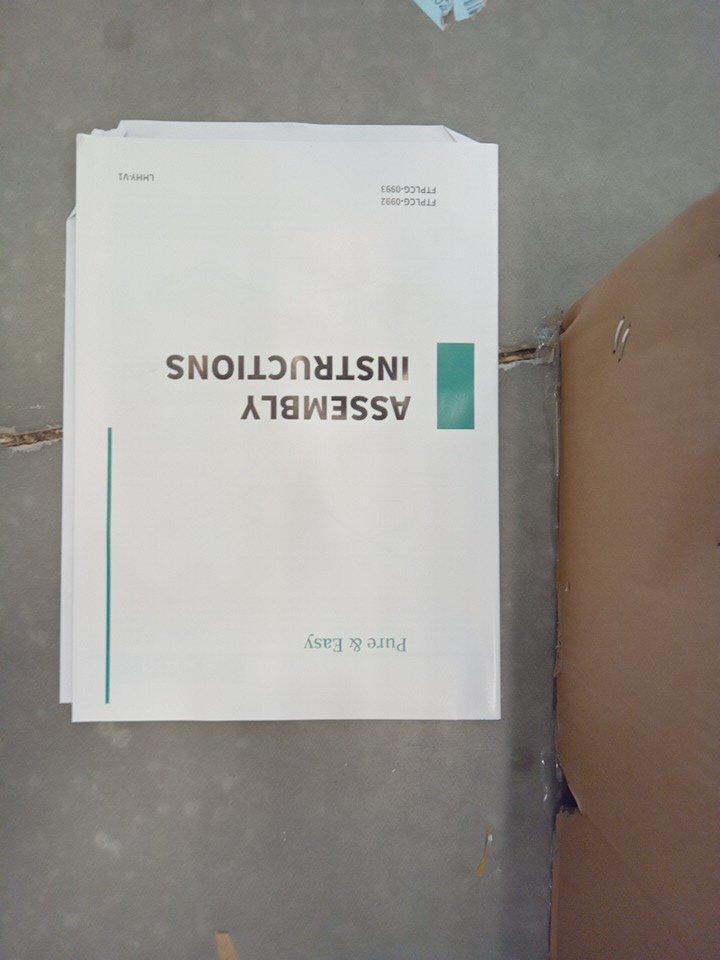 Pure & Easy
ASSEMBLY
INSTRUCTIONS
FTPLCG-0992
FTPLCG-0993
LHHY-V1